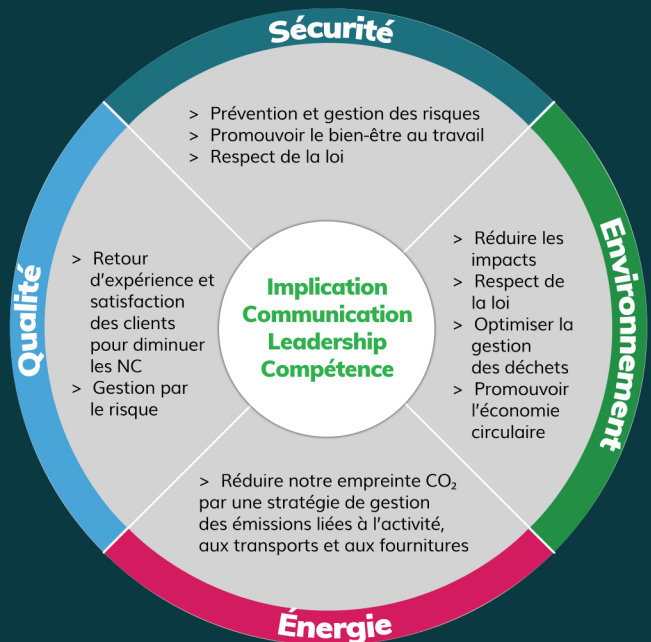 Sécurité
> Prévention et gestion des risques
> Promouvoir le bien-être au travail
> Respect de la loi
Qualité
> Retour
d'expérience et
satisfaction
des clients
pour diminuer
les NC
> Gestion par
le risque
Implication
Communication
Leadership
Compétence
Environnement
> Réduire les
impacts
> Respect de
la loi
> Optimiser la
gestion
des déchets
> Promouvoir
l'économie
circulaire
> Réduire notre empreinte CO₂
par une stratégie de gestion
des émissions liées à l'activité,
aux transports et aux fournitures
Énergie